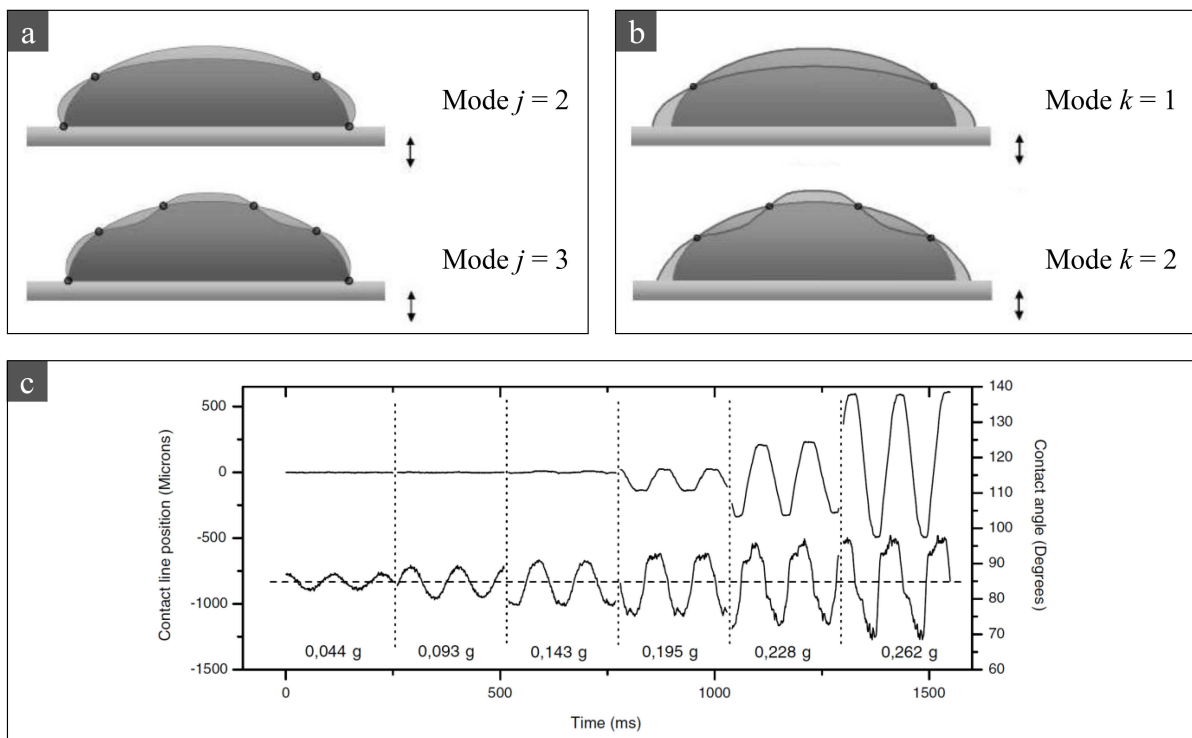 a
Mode j = 2
Mode j = 3
b
Mode k = 1
Mode k = 2
c
Contact line position (Microns)
500
0
-500
-1000
-1500
140
130
120
110
100
90
80
70
60
Contact angle (Degrees)
0,044 g 0,093 g 0,143 g 0,195 g 0,228 g 0,262 g
0 500 1000 1500
Time (ms)